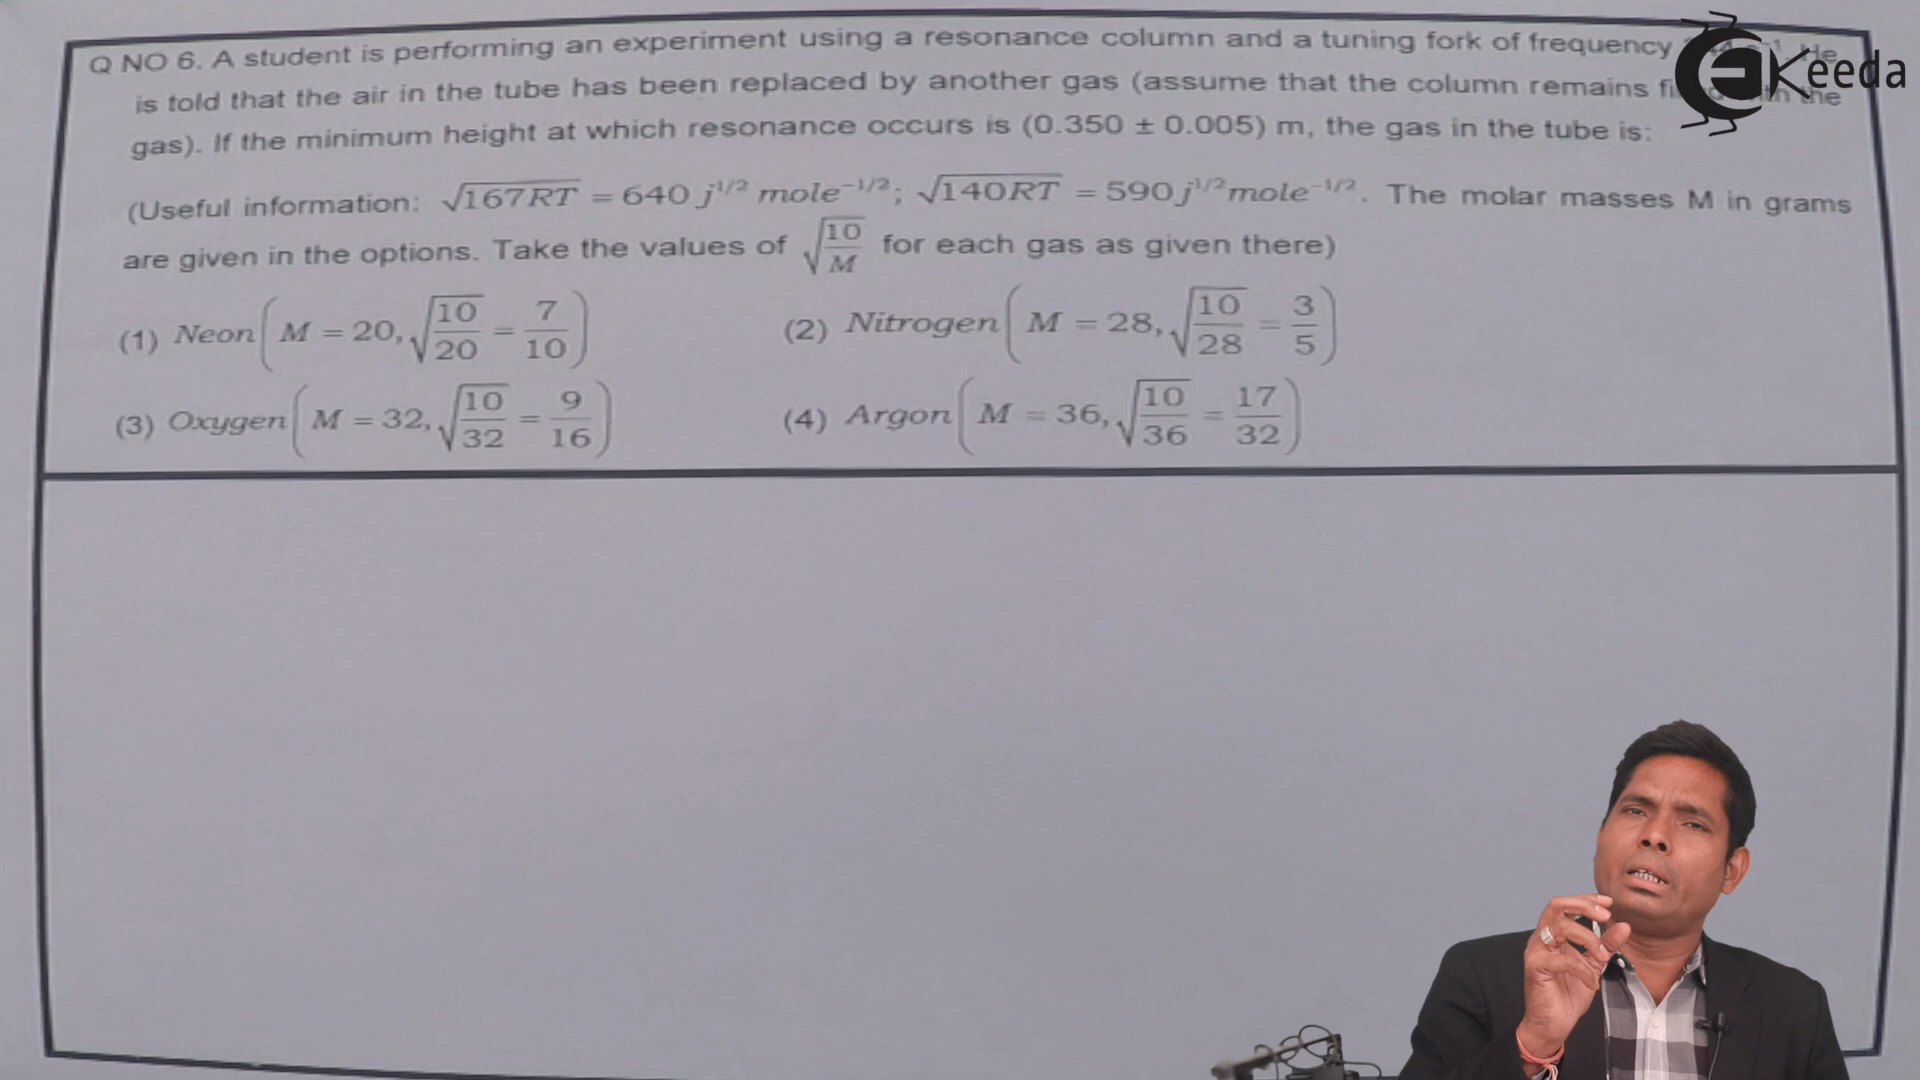 Keeda
Q NO 6. A student is performing an experiment using a resonance column and a tuning fork of frequency He
is told that the air in the tube has been replaced by another gas (assume that the column remains the
gas). If the minimum height at which resonance occurs is (0.350 ± 0.005) m, the gas in the tube is:
(Useful information: √167RT = 640 j^1/2 mole^−1/2; √140RT = 590 j^1/2 mole^−1/2. The molar masses M in grams
are given in the options. Take the values of √(10/M) for each gas as given there)
(1) Neon (M = 20, √(10/20) = 7/10) (2) Nitrogen (M = 28, √(10/28) = 3/5)
(3) Oxygen (M = 32, √(10/32) = 9/16) (4) Argon (M = 36, √(10/36) = 17/32)